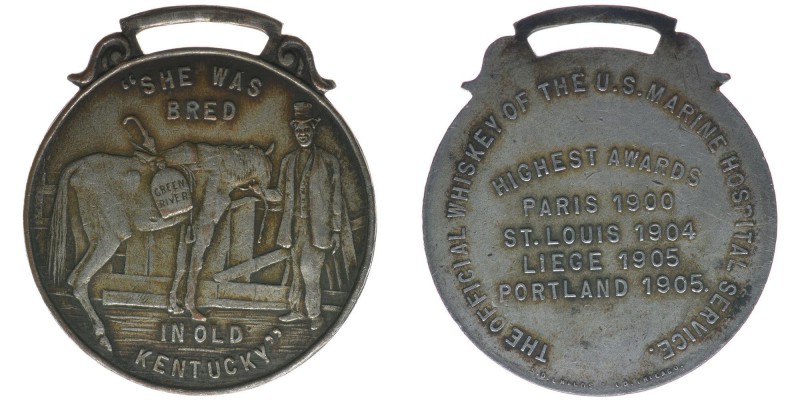 "SHE WAS
BRED
GREEN
RIVER
IN OLD
KENTUCKY"
THE OFFICIAL WHISKEY OF THE U.S. MARINE HOSPITAL SERVICE.
HIGHEST AWARDS
PARIS 1900
ST. LOUIS 1904
LIEGE 1905
PORTLAND 1905.